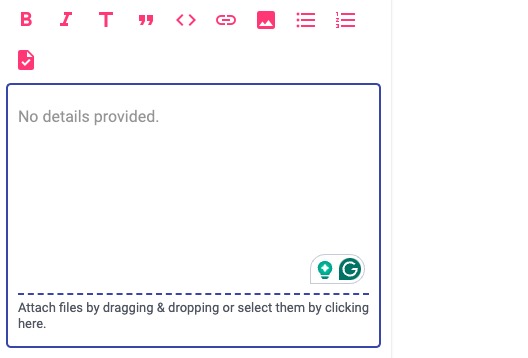 B I T ” <>
No details provided.
G
Attach files by dragging & dropping or select them by clicking
here.